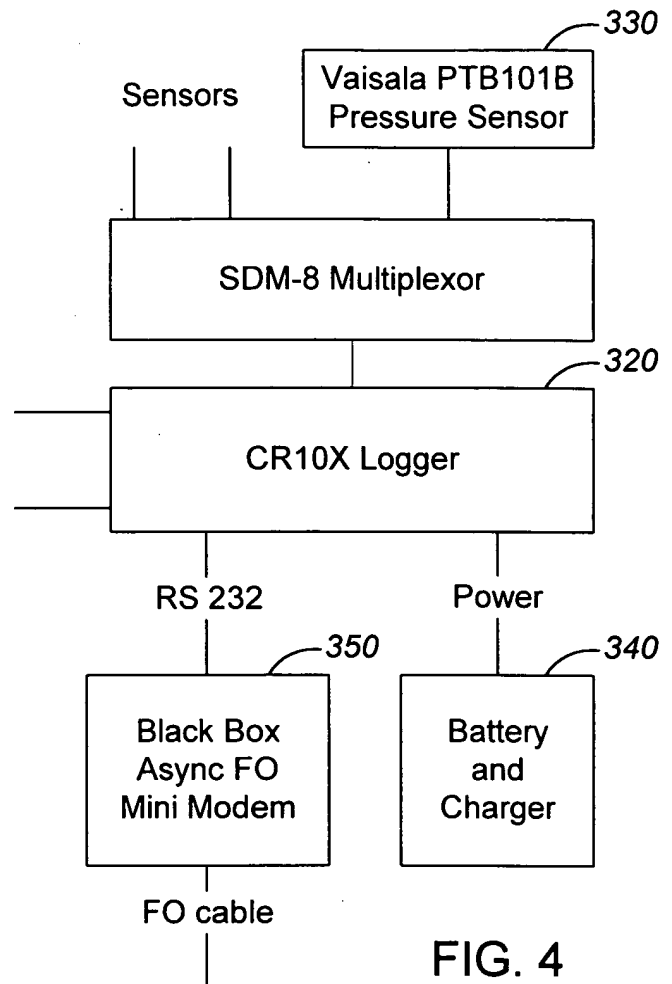 330
Sensors
Vaisala PTB101B
Pressure Sensor
SDM-8 Multiplexor
320
CR10X Logger
RS 232
Power
350
340
Black Box
Async FO
Mini Modem
Battery
and
Charger
FO cable
FIG. 4